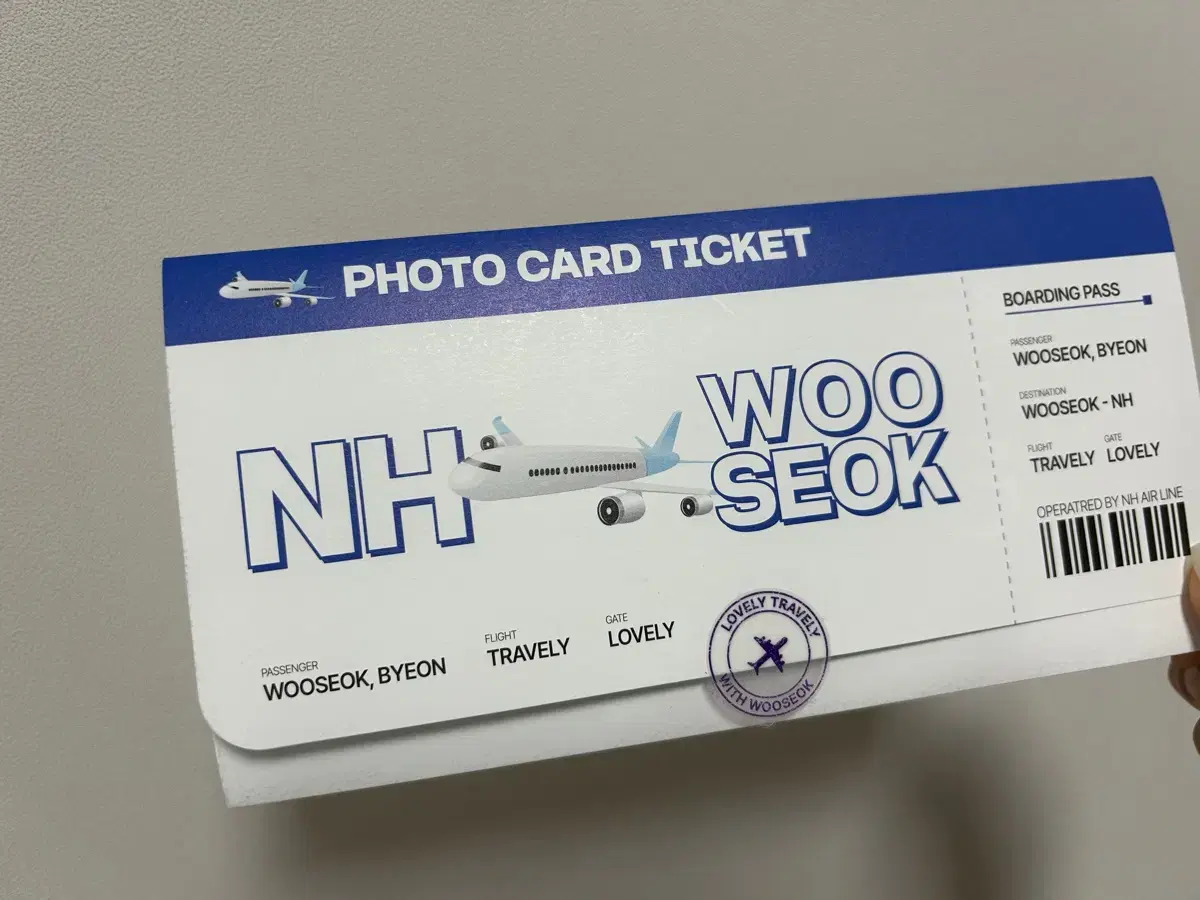 PHOTO CARD TICKET
NH
WOO
SEOK
PASSENGER
WOOSEOK, BYEON
FLIGHT
TRAVELY
GATE
LOVELY
LOVELY TRAVELY
WITH WOOSEOK
BOARDING PASS
PASSENGER
WOOSEOK, BYEON
DESTINATION
WOOSEOK - NH
FLIGHT GATE
TRAVELY LOVELY
OPERATRED BY NH AIR LINE